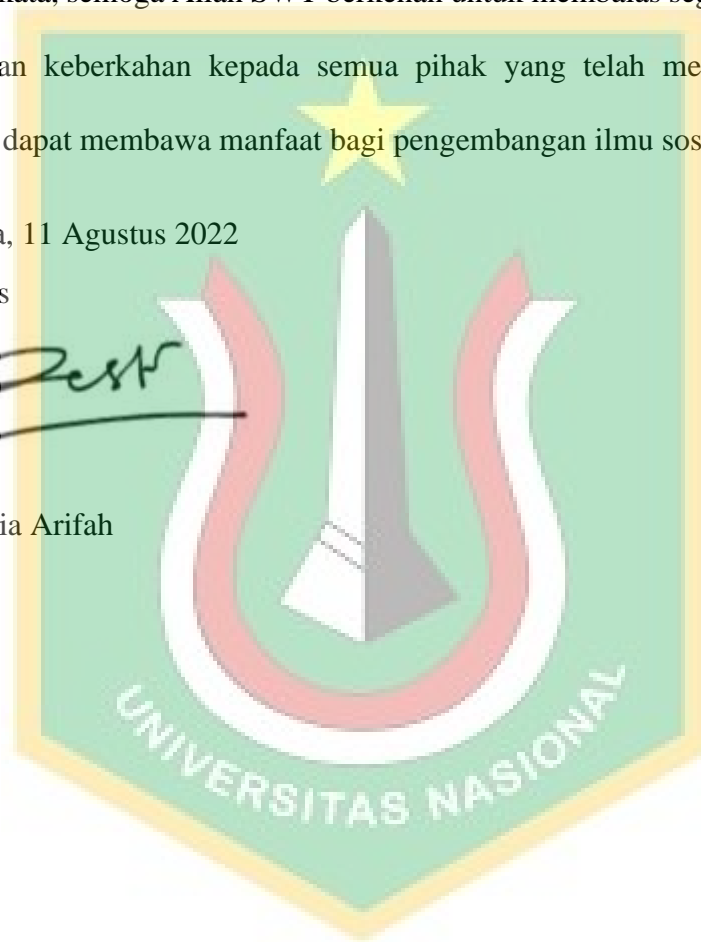 kata, semoga Allah SWT berkenan untuk membalas seg
an keberkahan kepada semua pihak yang telah me
dapat membawa manfaat bagi pengembangan ilmu sos
a, 11 Agustus 2022
s
ia Arifah
UNIVERSITAS NASIONAL